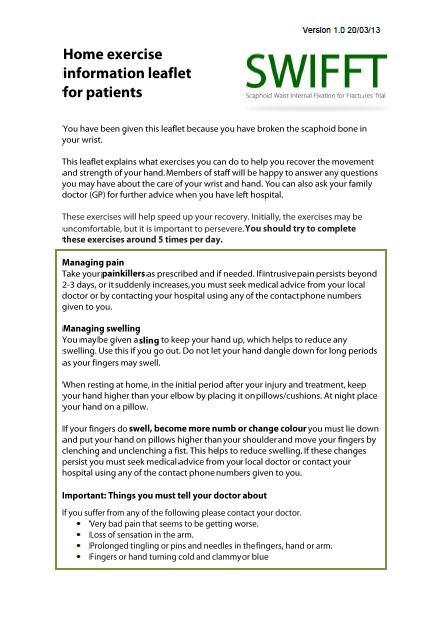 Version 1.0 20/03/13
Home exercise
information leaflet
for patients
SWIFFT
Scaphoid Waist Internal Fixation for Fractures Trial
You have been given this leaflet because you have broken the scaphoid bone in
your wrist.
This leaflet explains what exercises you can do to help you recover the movement
and strength of your hand. Members of staff will be happy to answer any questions
you may have about the care of your wrist and hand. You can also ask your family
doctor (GP) for further advice when you have left hospital.
These exercises will help speed up your recovery. Initially, the exercises may be
uncomfortable, but it is important to persevere. You should try to complete
these exercises around 5 times per day.
Managing pain
Take your painkillers as prescribed and if needed. If intrusive pain persists beyond
2-3 days, or it suddenly increases, you must seek medical advice from your local
doctor or by contacting your hospital using any of the contact phone numbers
given to you.
Managing swelling
You may be given a sling to keep your hand up, which helps to reduce any
swelling. Use this if you go out. Do not let your hand dangle down for long periods
as your fingers may swell.
When resting at home, in the initial period after your injury and treatment, keep
your hand higher than your elbow by placing it on pillows/cushions. At night place
your hand on a pillow.
If your fingers do swell, become more numb or change colour you must lie down
and put your hand on pillows higher than your shoulder and move your fingers by
clenching and unclenching a fist. This helps to reduce swelling. If these changes
persist you must seek medical advice from your local doctor or contact your
hospital using any of the contact phone numbers given to you.
Important: Things you must tell your doctor about
If you suffer from any of the following please contact your doctor.
• Very bad pain that seems to be getting worse.
• Loss of sensation in the arm.
• Prolonged tingling or pins and needles in the fingers, hand or arm.
• Fingers or hand turning cold and clammy or blue